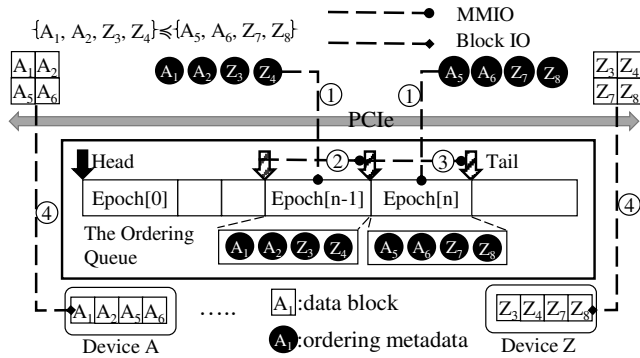 {A₁, A₂, Z₃, Z₄}≼{A₅, A₆, Z₇, Z₈}
MMIO
Block IO
A₁ A₂
A₅ A₆
A₁ A₂ Z₃ Z₄
A₅ A₆ Z₇ Z₈
Z₃ Z₄
Z₇ Z₈
① ①
PCIe
Head ② ③ Tail
Epoch[0] Epoch[n-1] Epoch[n]
④ ④
The Ordering
Queue
A₁ A₂ Z₃ Z₄
A₅ A₆ Z₇ Z₈
A₁ A₂ A₅ A₆ ..... A₁:data block Z₃ Z₄ Z₇ Z₈
Device A A₁:ordering metadata Device Z